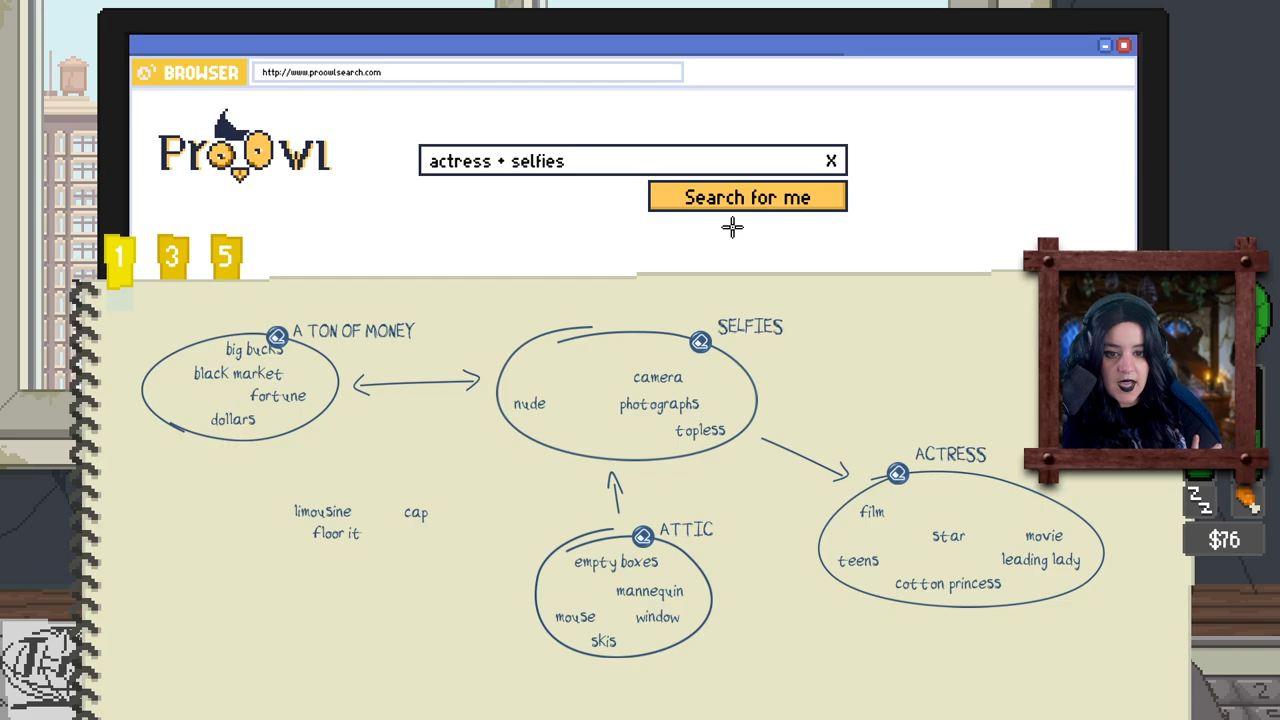 BROWSER
http://www.proowlsearch.com
PrOOwl
actress + selfies X
Search for me
1 3 5
A TON OF MONEY
big bucks
black market
fortune
dollars
SELFIES
camera
nude
photographs
topless
ACTRESS
film
star
movie
teens
leading lady
cotton princess
limousine
cap
floor it
ATTIC
empty boxes
mannequin
mouse
window
skis
$76